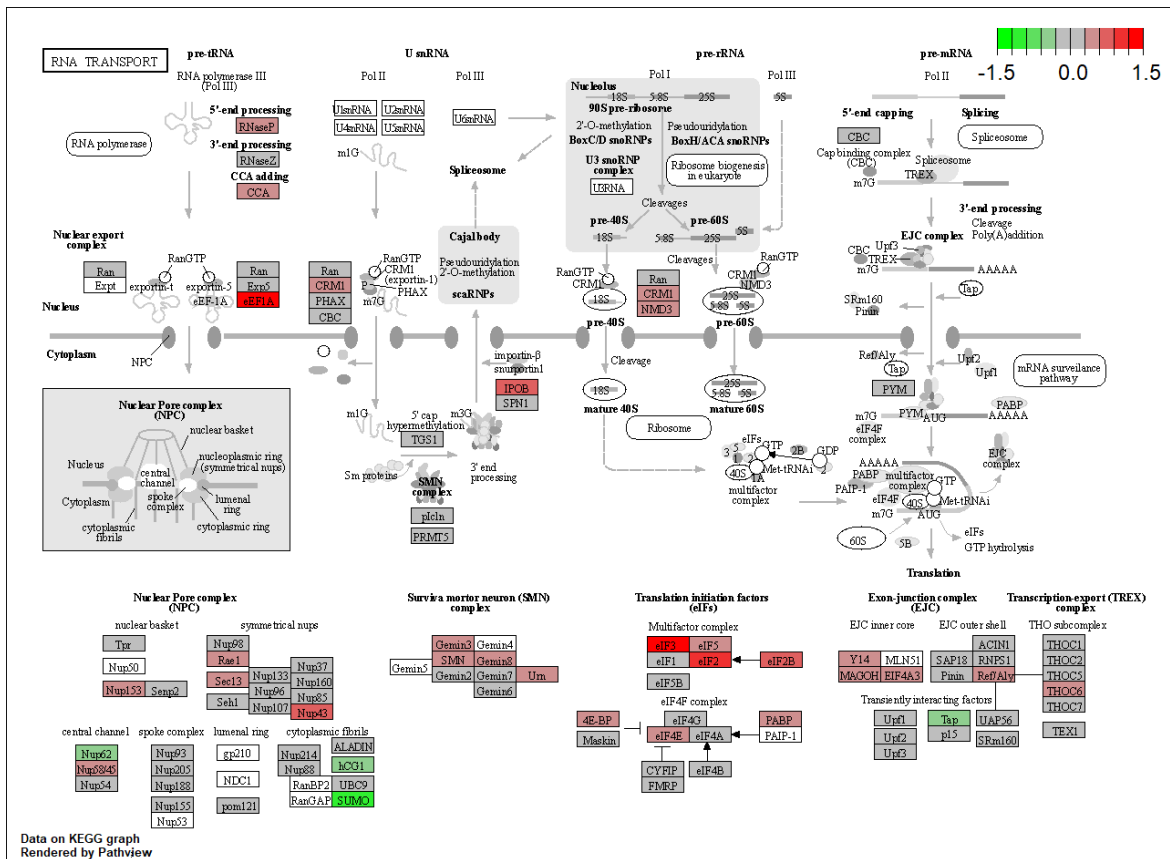 RNA TRANSPORT
pre-tRNA
U snRNA
pre-rRNA
pre-mRNA
-1.5 0.0 1.5
RNA polymerase III
(Pol III)
Pol II
Pol III
Pol I
Pol III
Pol II
RNA polymerase
5'-end processing
RNaseP
3'-end processing
RNaseZ
CCA adding
CCA
U1snRNA
U2snRNA
U4snRNA
U5snRNA
U6snRNA
m1G
Spliceosome
Cajal body
Pseudouridylation
2'-O-methylation
scaRNPs
Nucleolus
18S 5.8S 25S
5S
90S pre-ribosome
2'-O-methylation
BoxC/D snoRNPs
Pseudouridylation
BoxH/ACA snoRNPs
U3 snoRNP
complex
U3RNA
Ribosome biogenesis
in eukaryote
Cleavages
pre-40S
pre-60S
18S
5.8S 25S 5S
5'-end capping
Splicing
CBC
Spliceosome
Cap binding complex
(CBC)
Spliceosome
TREX
m7G
3'-end processing
Cleavage
Poly(A)addition
EJC complex
CBC
Upf3
TREX
m7G
AAAAA
Tap
SRm160
Pinin
Nuclear export
complex
Ran
Expt
RanGTP
exportin-t
exportin-5
eEF-1A
Ran
Exp5
eEF1A
Ran
CRM1
PHAX
CBC
RanGTP
CRM1
(exportin-1)
P
PHAX
m7G
RanGTP
CRM1
18S
Ran
CRM1
NMD3
Cleavages
RanGTP
CRM1
NMD3
25S
5.8S 5S
Nucleus
pre-40S
pre-60S
Cytoplasm
NPC
importin-β
snurportin1
IPOB
SPN1
Cleavage
18S
mature 40S
25S
5.8S 5S
mature 60S
Ribosome
Ref/Aly
Tap
Upf2
Upf1
mRNA surveilance
pathway
PYM
m7G
PYM
AUG
PABP
AAAAA
eIF4F
complex
EJC
complex
Nuclear Pore complex
(NPC)
nuclear basket
Nucleus
nucleoplasmic ring
(symmetrical nups)
central
channel
Cytoplasm
spoke
complex
lumenal
ring
cytoplasmic
fibrils
cytoplasmic ring
m1G
5' cap
hypermethylation
TGS1
m3G
Sm proteins
3' end
processing
SMN
complex
pICln
PRMT5
eIFs
3 5
1 2
GTP
2B
GDP
2
40S
1A
Met-tRNAi
multifactor
complex
AAAAA
PABP
PAIP-1
multifactor
complex
GTP
eIF4F
40S
Met-tRNAi
m7G
AUG
60S
5B
eIFs
GTP hydrolysis
Translation
Nuclear Pore complex
(NPC)
nuclear basket
symmetrical nups
Tpr
Nup50
Nup153
Senp2
Nup98
Rae1
Sec13
Seh1
Nup133
Nup96
Nup107
Nup37
Nup160
Nup85
Nup43
central channel
spoke complex
lumenal ring
cytoplasmic fibrils
Nup62
Nup58/45
Nup54
Nup93
Nup205
Nup188
Nup155
Nup53
gp210
NDC1
pom121
Nup214
Nup88
RanBP2
RanGAP
ALADIN
hCG1
UBC9
SUMO
Surviva mortor neuron (SMN)
complex
Gemin3
Gemin4
SMN
Gemin8
Gemin5
Gemin2
Gemin7
Gemin6
Unr
Translation initiation factors
(eIFs)
Multifactor complex
eIF3
eIF5
eIF1
eIF2
eIF2B
eIF5B
eIF4F complex
4E-BP
Maskin
eIF4G
eIF4E
eIF4A
PABP
PAIP-1
CYFIP
FMRP
eIF4B
Exon-junction complex
(EJC)
EJC inner core
EJC outer shell
Y14
MLN51
MAGOH
EIF4A3
ACIN1
SAP18
RNPS1
Pinin
Ref/Aly
Transiently interacting factors
Upf1
Upf2
Upf3
Tap
p15
UAP56
SRm160
Transcription-export (TREX)
complex
THO subcomplex
THOC1
THOC2
THOC5
THOC6
THOC7
TEX1
Data on KEGG graph
Rendered by Pathview